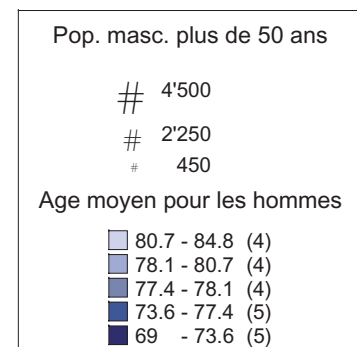 Pop. masc. plus de 50 ans
# 4'500
# 2'250
# 450
Age moyen pour les hommes
80.7 - 84.8 (4)
78.1 - 80.7 (4)
77.4 - 78.1 (4)
73.6 - 77.4 (5)
69 - 73.6 (5)